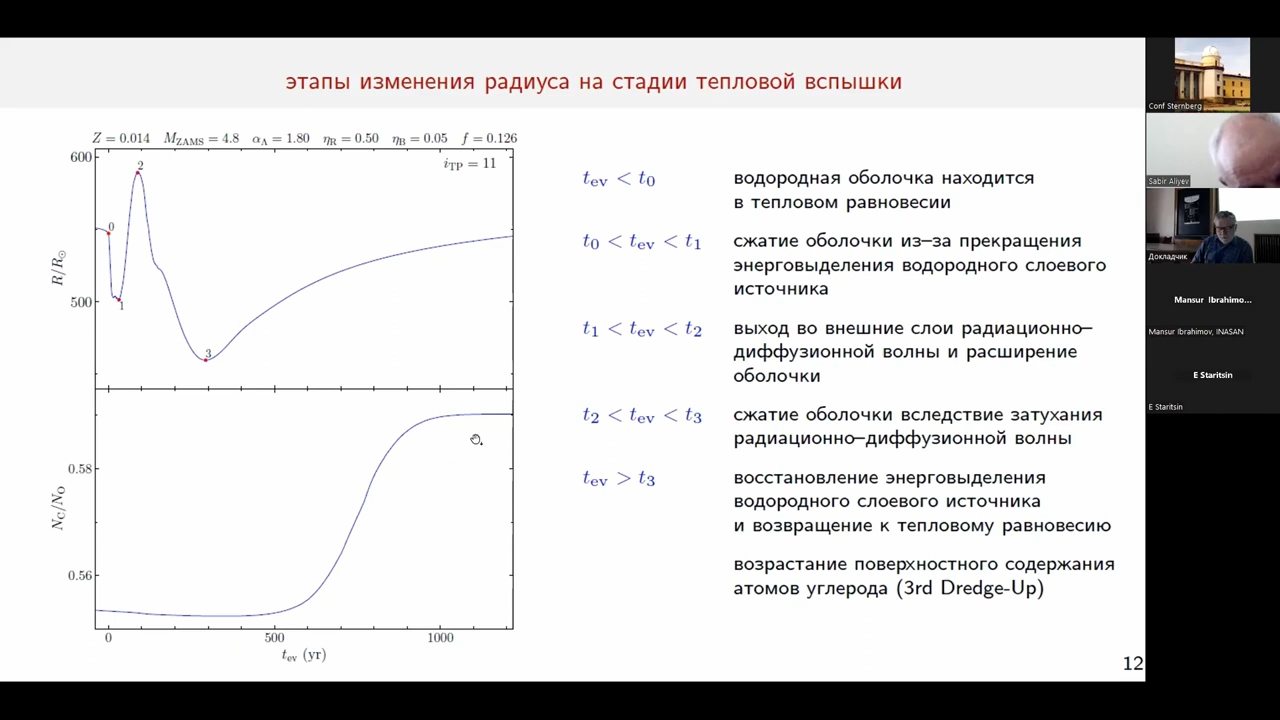 этапы изменения радиуса на стадии тепловой вспышки
Z = 0.014 M_ZAMS = 4.8 α_Λ = 1.80 η_R = 0.50 η_B = 0.05 f = 0.126
i_TP = 11
600
500
R/R_⊙
0
1
2
3
0.58
0.56
N_C/N_O
0
500
1000
t_ev (yr)
t_ev < t_0
водородная оболочка находится
в тепловом равновесии
t_0 < t_ev < t_1
сжатие оболочки из–за прекращения
энерговыделения водородного слоевого
источника
t_1 < t_ev < t_2
выход во внешние слои радиационно–
диффузионной волны и расширение
оболочки
t_2 < t_ev < t_3
сжатие оболочки вследствие затухания
радиационно–диффузионной волны
t_ev > t_3
восстановление энерговыделения
водородного слоевого источника
и возвращение к тепловому равновесию
возрастание поверхностного содержания
атомов углерода (3rd Dredge-Up)
12
Conf Sternberg
Sabir Aliyev
Докладчик
Mansur Ibrahimo...
Mansur Ibrahimov, INASAN
E Staritsin
E Staritsin